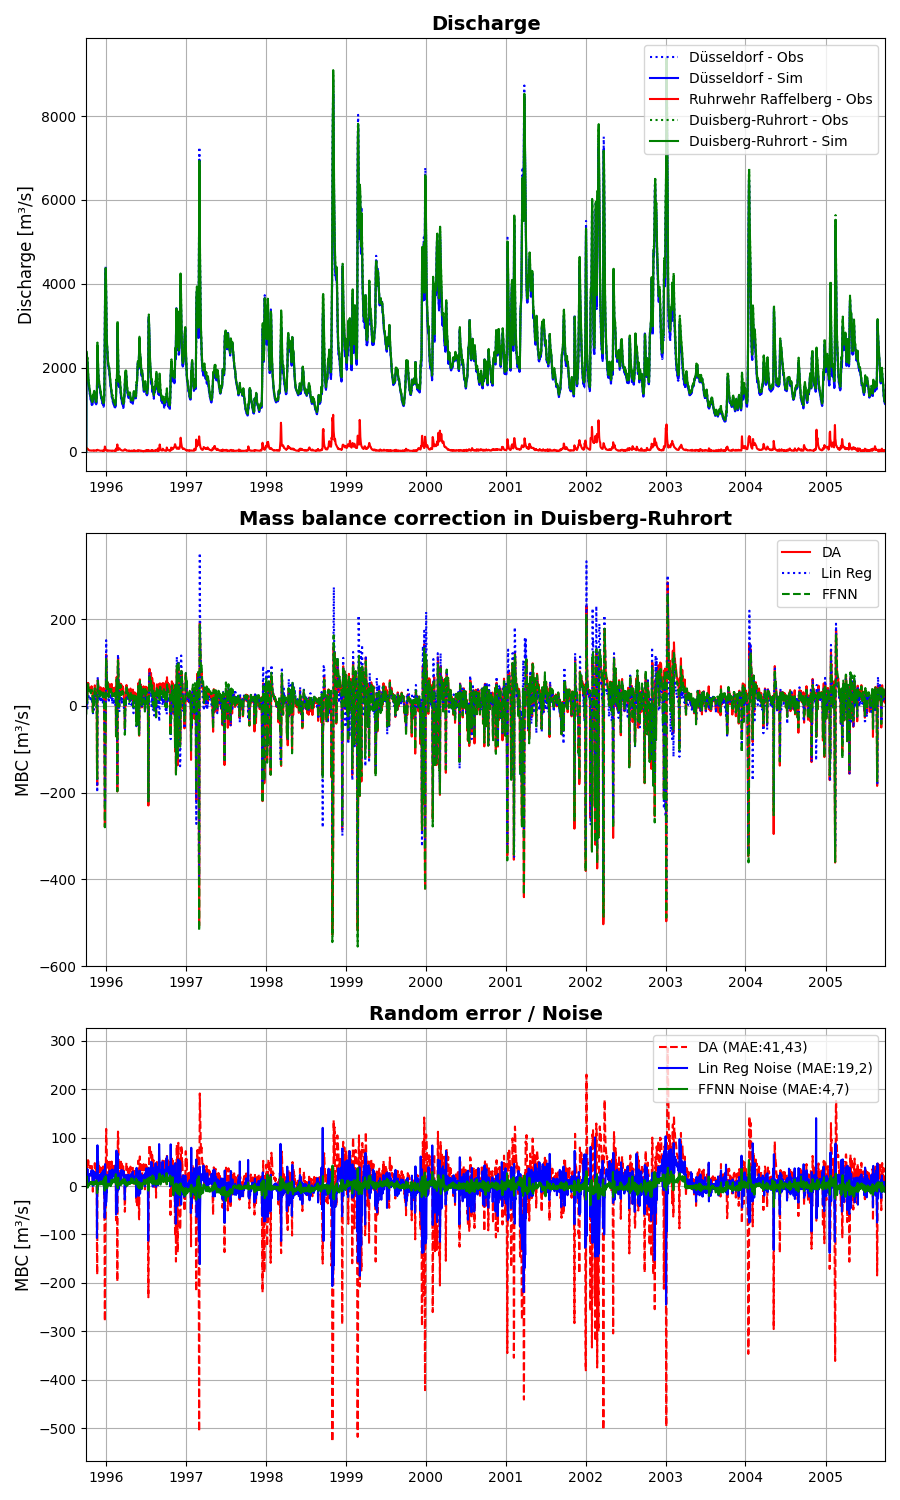 Discharge
Discharge [m³/s]
8000
6000
4000
2000
0
Düsseldorf - Obs
Düsseldorf - Sim
Ruhrwehr Raffelberg - Obs
Duisberg-Ruhrort - Obs
Duisberg-Ruhrort - Sim
1996 1997 1998 1999 2000 2001 2002 2003 2004 2005
Mass balance correction in Duisberg-Ruhrort
MBC [m³/s]
200
0
−200
−400
−600
DA
Lin Reg
FFNN
1996 1997 1998 1999 2000 2001 2002 2003 2004 2005
Random error / Noise
MBC [m³/s]
300
200
100
0
−100
−200
−300
−400
−500
DA (MAE:41,43)
Lin Reg Noise (MAE:19,2)
FFNN Noise (MAE:4,7)
1996 1997 1998 1999 2000 2001 2002 2003 2004 2005